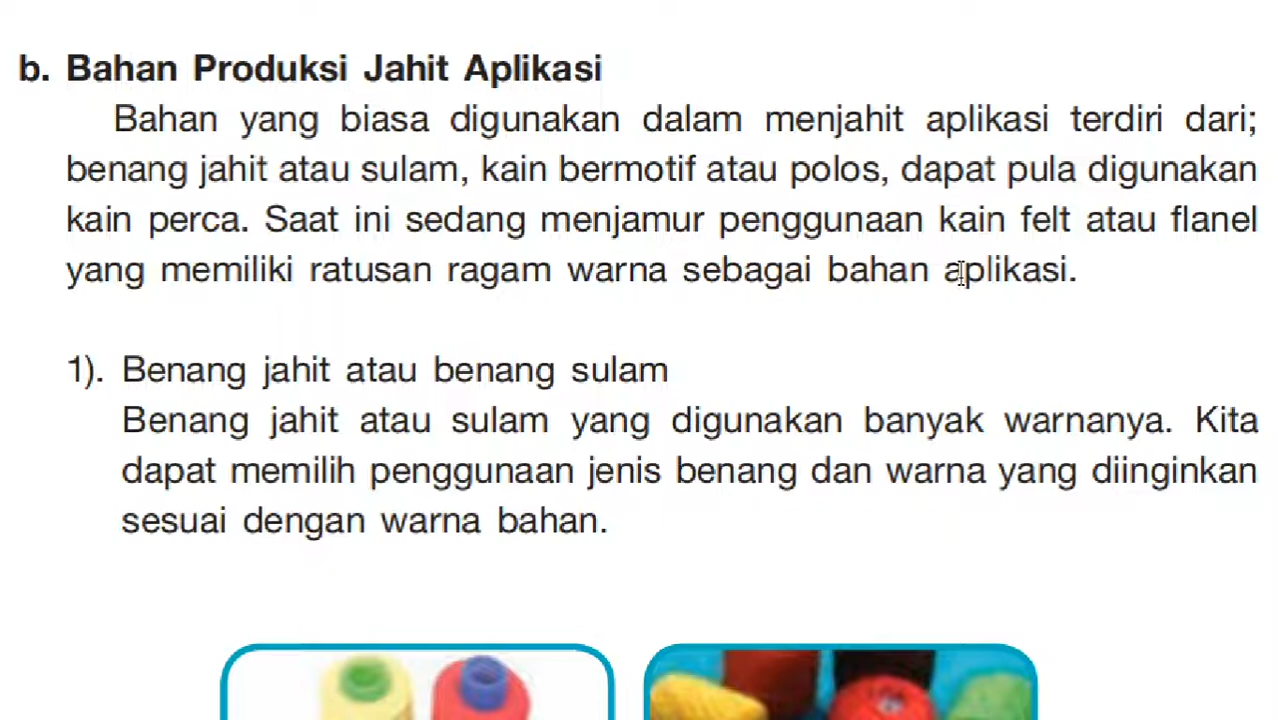 b. Bahan Produksi Jahit Aplikasi
Bahan yang biasa digunakan dalam menjahit aplikasi terdiri dari;
benang jahit atau sulam, kain bermotif atau polos, dapat pula digunakan
kain perca. Saat ini sedang menjamur penggunaan kain felt atau flanel
yang memiliki ratusan ragam warna sebagai bahan aplikasi.
1). Benang jahit atau benang sulam
Benang jahit atau sulam yang digunakan banyak warnanya. Kita
dapat memilih penggunaan jenis benang dan warna yang diinginkan
sesuai dengan warna bahan.